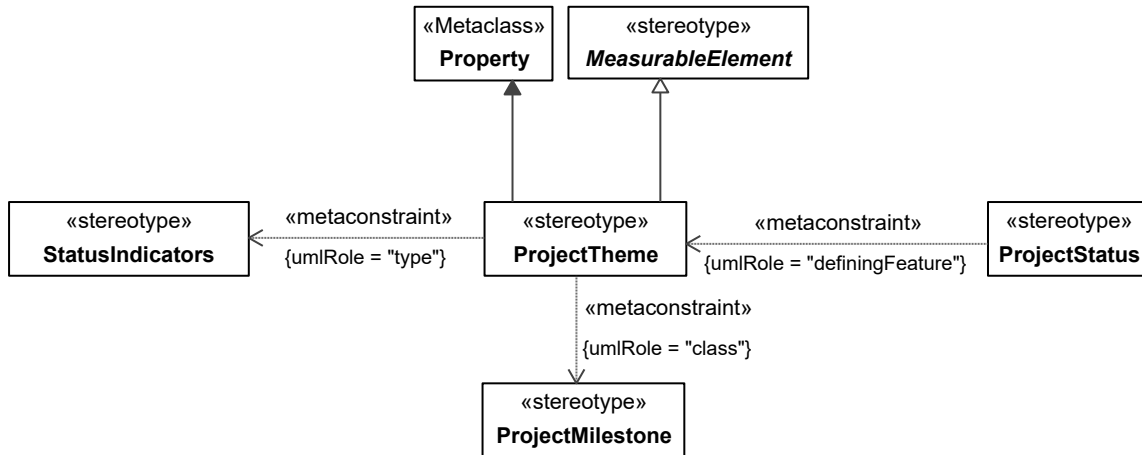 «Metaclass»
Property
«stereotype»
MeasurableElement
«stereotype»
StatusIndicators
«metaconstraint»
{umlRole = "type"}
«stereotype»
ProjectTheme
«metaconstraint»
{umlRole = "definingFeature"}
«stereotype»
ProjectStatus
«metaconstraint»
{umlRole = "class"}
«stereotype»
ProjectMilestone